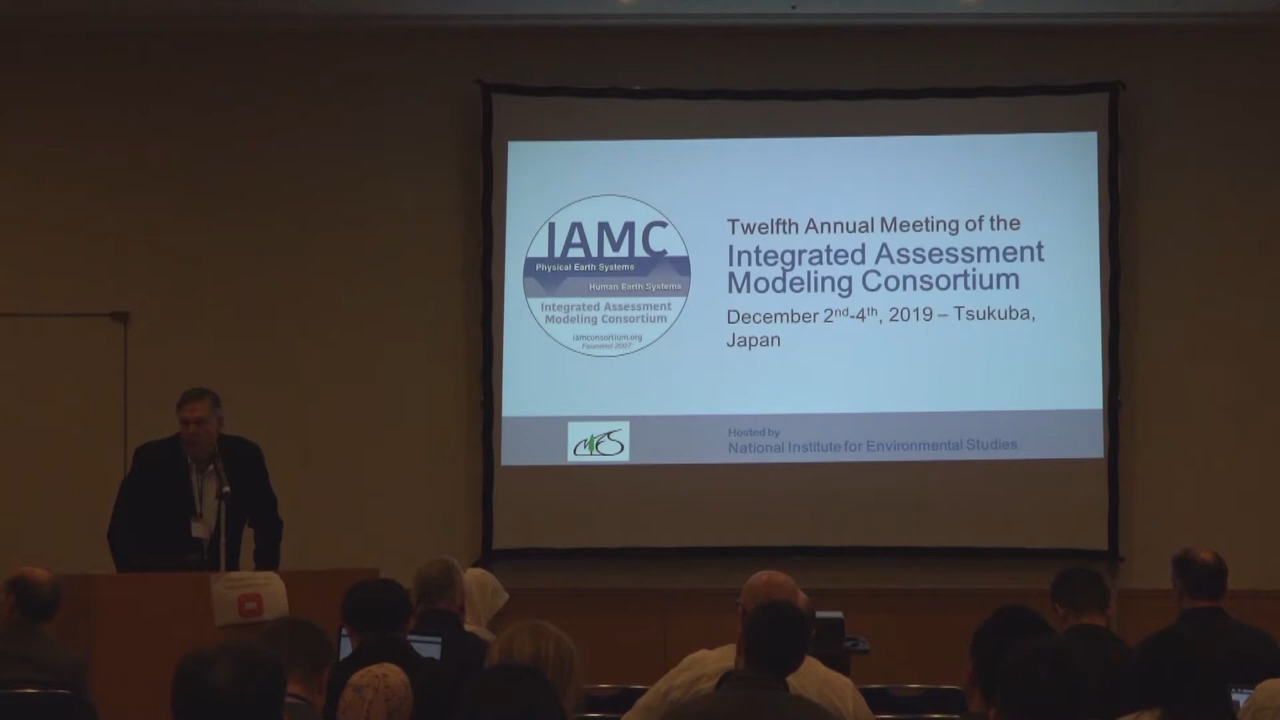 IAMC
Physical Earth Systems
Human Earth Systems
Integrated Assessment
Modeling Consortium
iamconsortium.org
Founded 2007
Twelfth Annual Meeting of the
Integrated Assessment
Modeling Consortium
December 2nd-4th, 2019 – Tsukuba,
Japan
NIES
Hosted by
National Institute for Environmental Studies